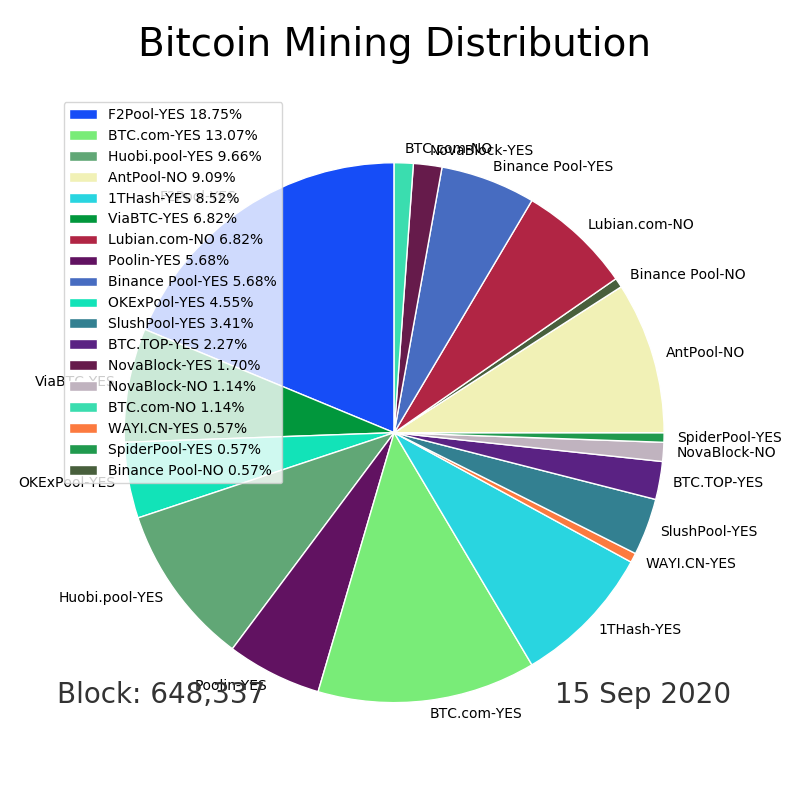 Bitcoin Mining Distribution
F2Pool-YES 18.75%
BTC.com-YES 13.07%
Huobi.pool-YES 9.66%
AntPool-NO 9.09%
1THash-YES 8.52%
ViaBTC-YES 6.82%
Lubian.com-NO 6.82%
Poolin-YES 5.68%
Binance Pool-YES 5.68%
OKExPool-YES 4.55%
SlushPool-YES 3.41%
BTC.TOP-YES 2.27%
NovaBlock-YES 1.70%
NovaBlock-NO 1.14%
BTC.com-NO 1.14%
WAYI.CN-YES 0.57%
SpiderPool-YES 0.57%
Binance Pool-NO 0.57%
BTC.com-NO
NovaBlock-YES
Binance Pool-YES
Lubian.com-NO
Binance Pool-NO
AntPool-NO
SpiderPool-YES
NovaBlock-NO
BTC.TOP-YES
SlushPool-YES
WAYI.CN-YES
1THash-YES
BTC.com-YES
Poolin-YES
Huobi.pool-YES
OKExPool-YES
ViaBTC-YES
F2Pool-YES
Block: 648,337
15 Sep 2020